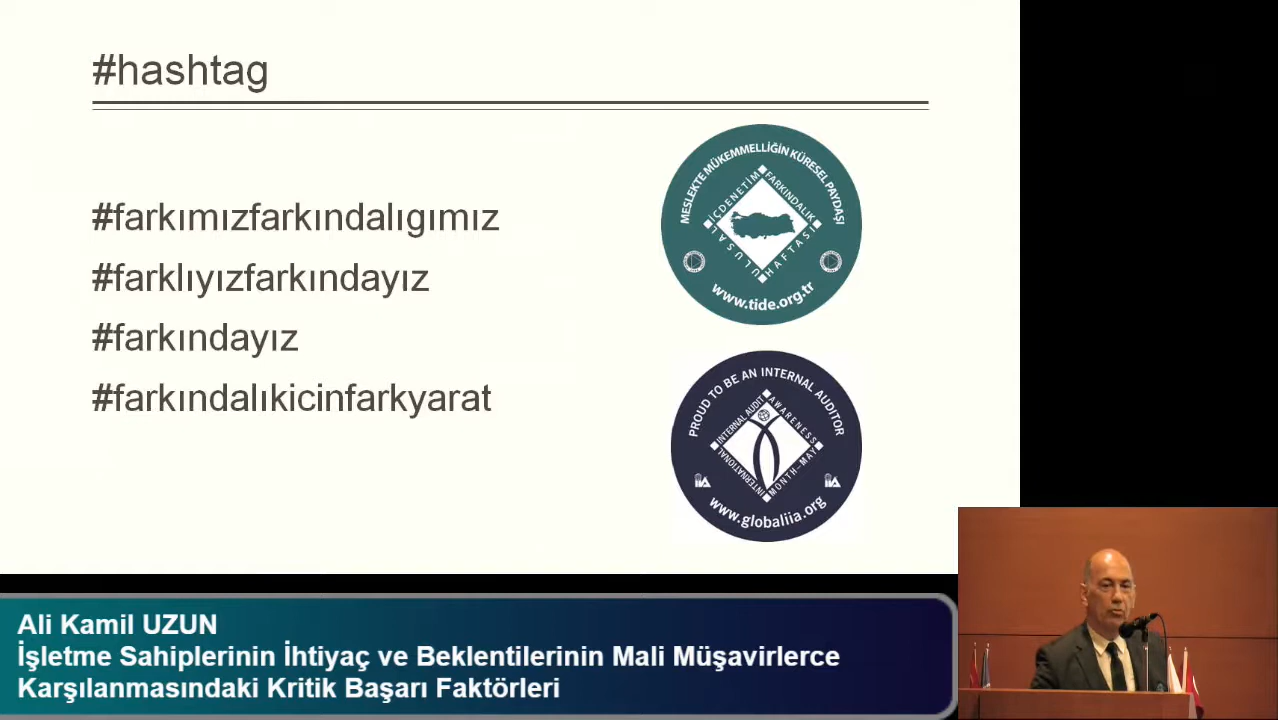 #hashtag
#farkımızfarkındalıgımız
#farklıyızfarkındayız
#farkındayız
#farkındalıkicinfarkyarat
MESLEKTE MÜKEMMELLİĞİN KÜRESEL PAYDAŞI
ULUSAL İÇDENETİM FARKINDALIK HAFTASI
www.tide.org.tr
PROUD TO BE AN INTERNAL AUDITOR
INTERNATIONAL INTERNAL AUDIT AWARENESS MONTH–MAY
IIA
IIA
www.globaliia.org
Ali Kamil UZUN
İşletme Sahiplerinin İhtiyaç ve Beklentilerinin Mali Müşavirlerce
Karşılanmasındaki Kritik Başarı Faktörleri